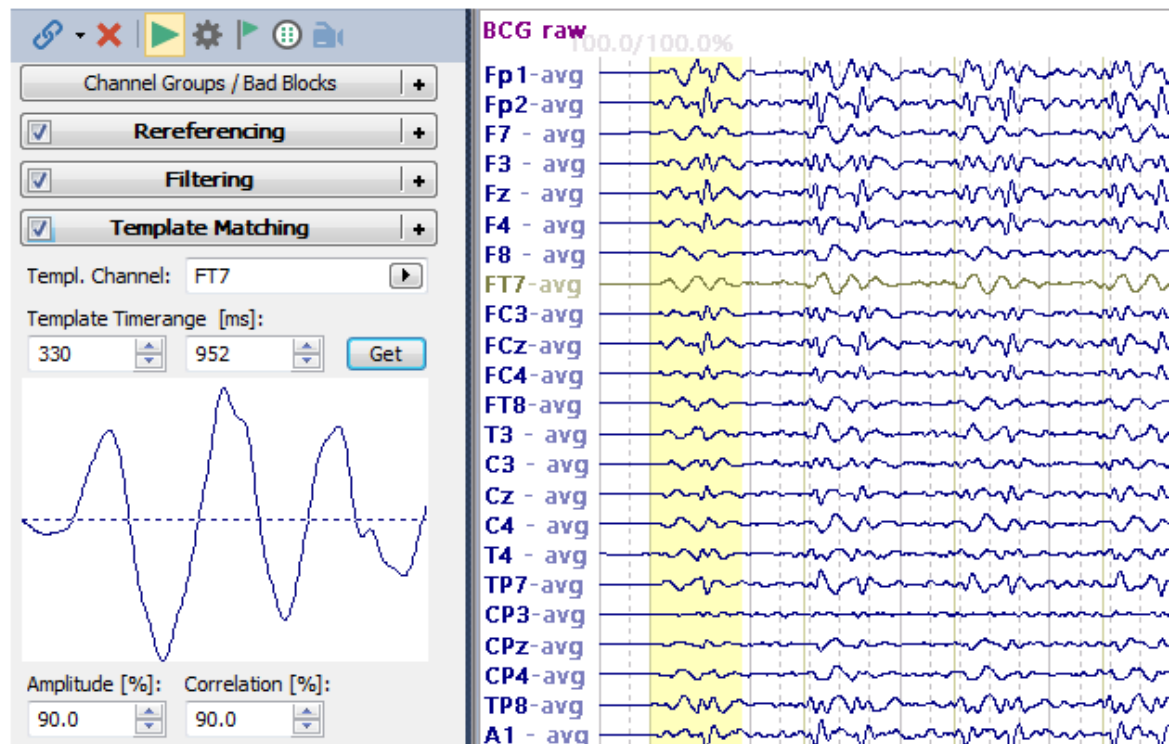 Channel Groups / Bad Blocks +
Rereferencing +
Filtering +
Template Matching +
Templ. Channel: FT7
Template Timerange [ms]:
330 952 Get
Amplitude [%]: Correlation [%]:
90.0 90.0
BCG raw
100.0/100.0%
Fp1-avg
Fp2-avg
F7 - avg
F3 - avg
Fz - avg
F4 - avg
F8 - avg
FT7-avg
FC3-avg
FCz-avg
FC4-avg
FT8-avg
T3 - avg
C3 - avg
Cz - avg
C4 - avg
T4 - avg
TP7-avg
CP3-avg
CPz-avg
CP4-avg
TP8-avg
A1 - avg